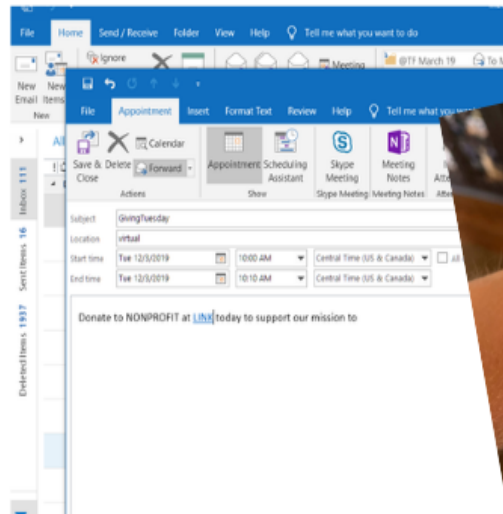 File Home Send / Receive Folder View Help Tell me what you want to do
Ignore
Meeting @TF March 19 To M
New Email
New Items
New
File Appointment Insert Format Text Review Help Tell me what you
Save & Close
Delete
Calendar
Forward
Appointment
Scheduling Assistant
Skype Meeting
Meeting Notes
Actions Show Skype Meeting Meeting Notes
All
Inbox 111
Sent Items 16
Deleted Items 1937
Subject GivingTuesday
Location virtual
Start time Tue 12/3/2019 10:00 AM Central Time (US & Canada) All
End time Tue 12/3/2019 10:10 AM Central Time (US & Canada)
Donate to NONPROFIT at LINK today to support our mission to